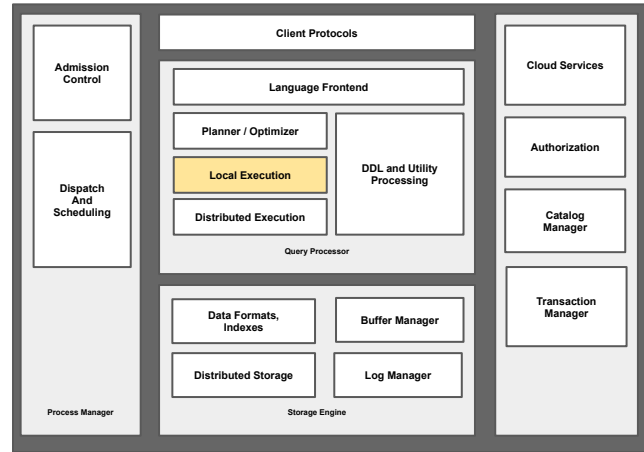 Admission
Control
Dispatch
And
Scheduling
Process Manager
Client Protocols
Language Frontend
Planner / Optimizer
Local Execution
Distributed Execution
DDL and Utility
Processing
Query Processor
Data Formats,
Indexes
Buffer Manager
Distributed Storage
Log Manager
Storage Engine
Cloud Services
Authorization
Catalog
Manager
Transaction
Manager